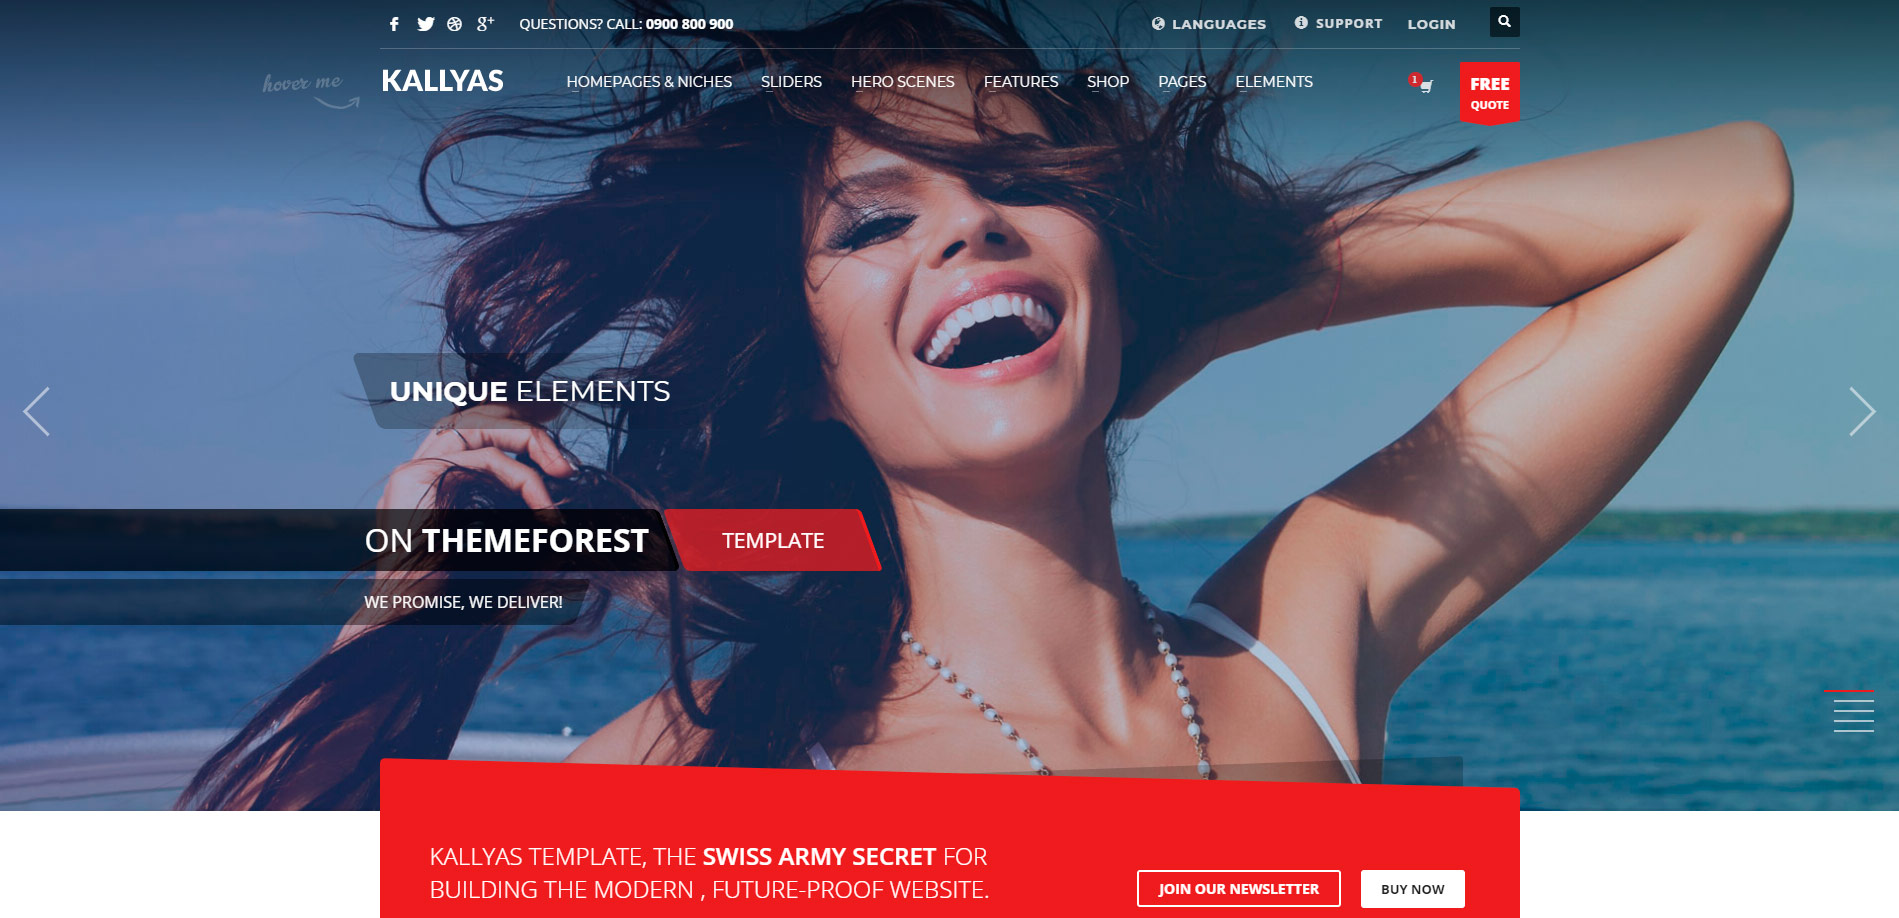 QUESTIONS? CALL: 0900 800 900
LANGUAGES
SUPPORT
LOGIN
hover me
KALLYAS
HOMEPAGES & NICHES
SLIDERS
HERO SCENES
FEATURES
SHOP
PAGES
ELEMENTS
1
FREE
QUOTE
UNIQUE ELEMENTS
ON THEMEFOREST
TEMPLATE
WE PROMISE, WE DELIVER!
KALLYAS TEMPLATE, THE SWISS ARMY SECRET FOR
BUILDING THE MODERN , FUTURE-PROOF WEBSITE.
JOIN OUR NEWSLETTER
BUY NOW